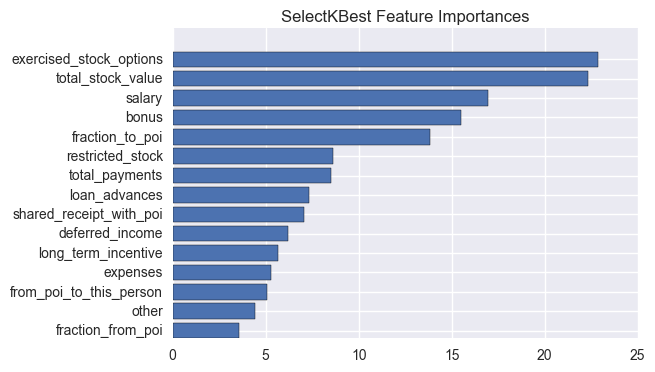 SelectKBest Feature Importances
exercised_stock_options
total_stock_value
salary
bonus
fraction_to_poi
restricted_stock
total_payments
loan_advances
shared_receipt_with_poi
deferred_income
long_term_incentive
expenses
from_poi_to_this_person
other
fraction_from_poi
0 5 10 15 20 25